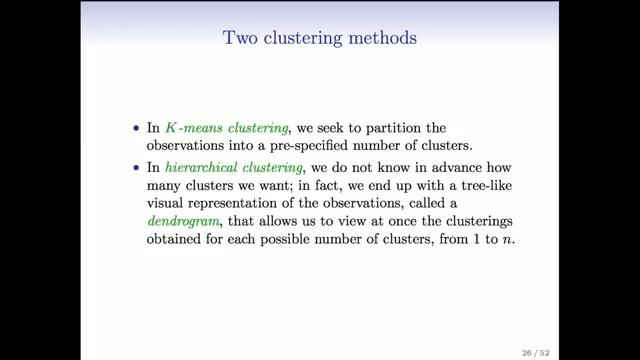 Two clustering methods
• In K-means clustering, we seek to partition the
observations into a pre-specified number of clusters.
• In hierarchical clustering, we do not know in advance how
many clusters we want; in fact, we end up with a tree-like
visual representation of the observations, called a
dendrogram, that allows us to view at once the clusterings
obtained for each possible number of clusters, from 1 to n.
26 / 52